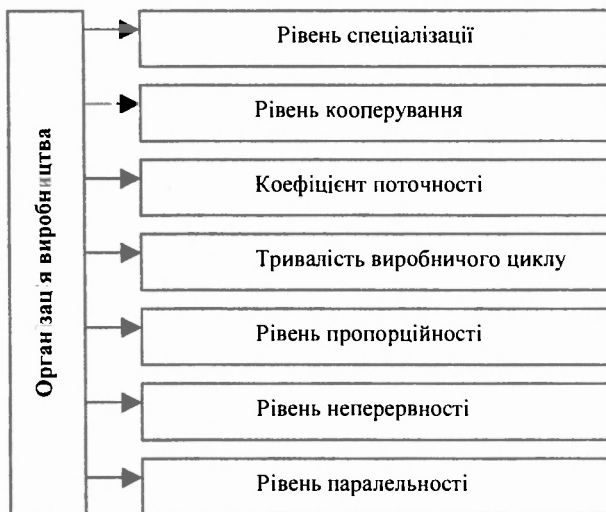 Організація виробництва
Рівень спеціалізації
Рівень кооперування
Коефіцієнт поточності
Тривалість виробничого циклу
Рівень пропорційності
Рівень неперервності
Рівень паралельності